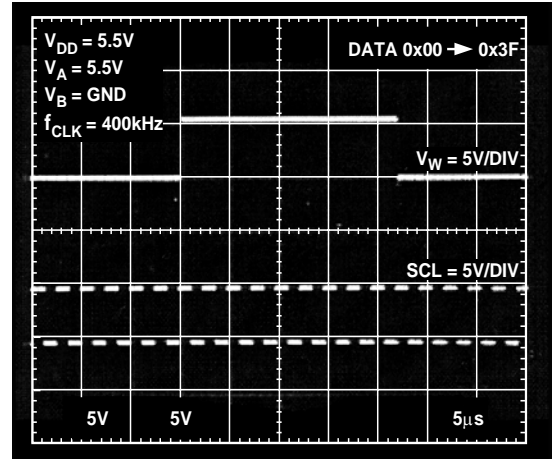 V_DD = 5.5V
DATA 0x00 → 0x3F
V_A = 5.5V
V_B = GND
f_CLK = 400kHz
V_W = 5V/DIV
SCL = 5V/DIV
5V 5V 5μs